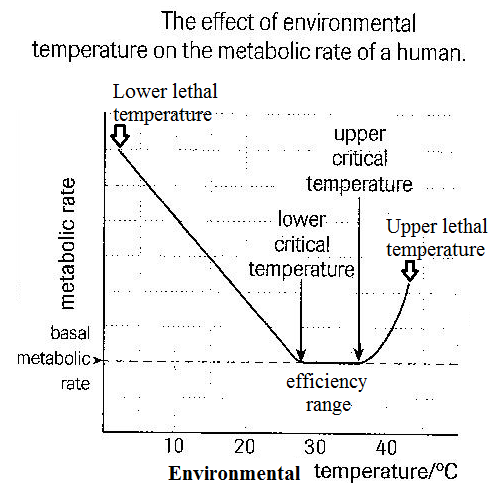 The effect of environmental
temperature on the metabolic rate of a human.
Lower lethal
temperature
upper
critical
temperature
lower
critical
temperature
Upper lethal
temperature
metabolic rate
basal
metabolic
rate
efficiency
range
10 20 30 40
Environmental temperature/°C